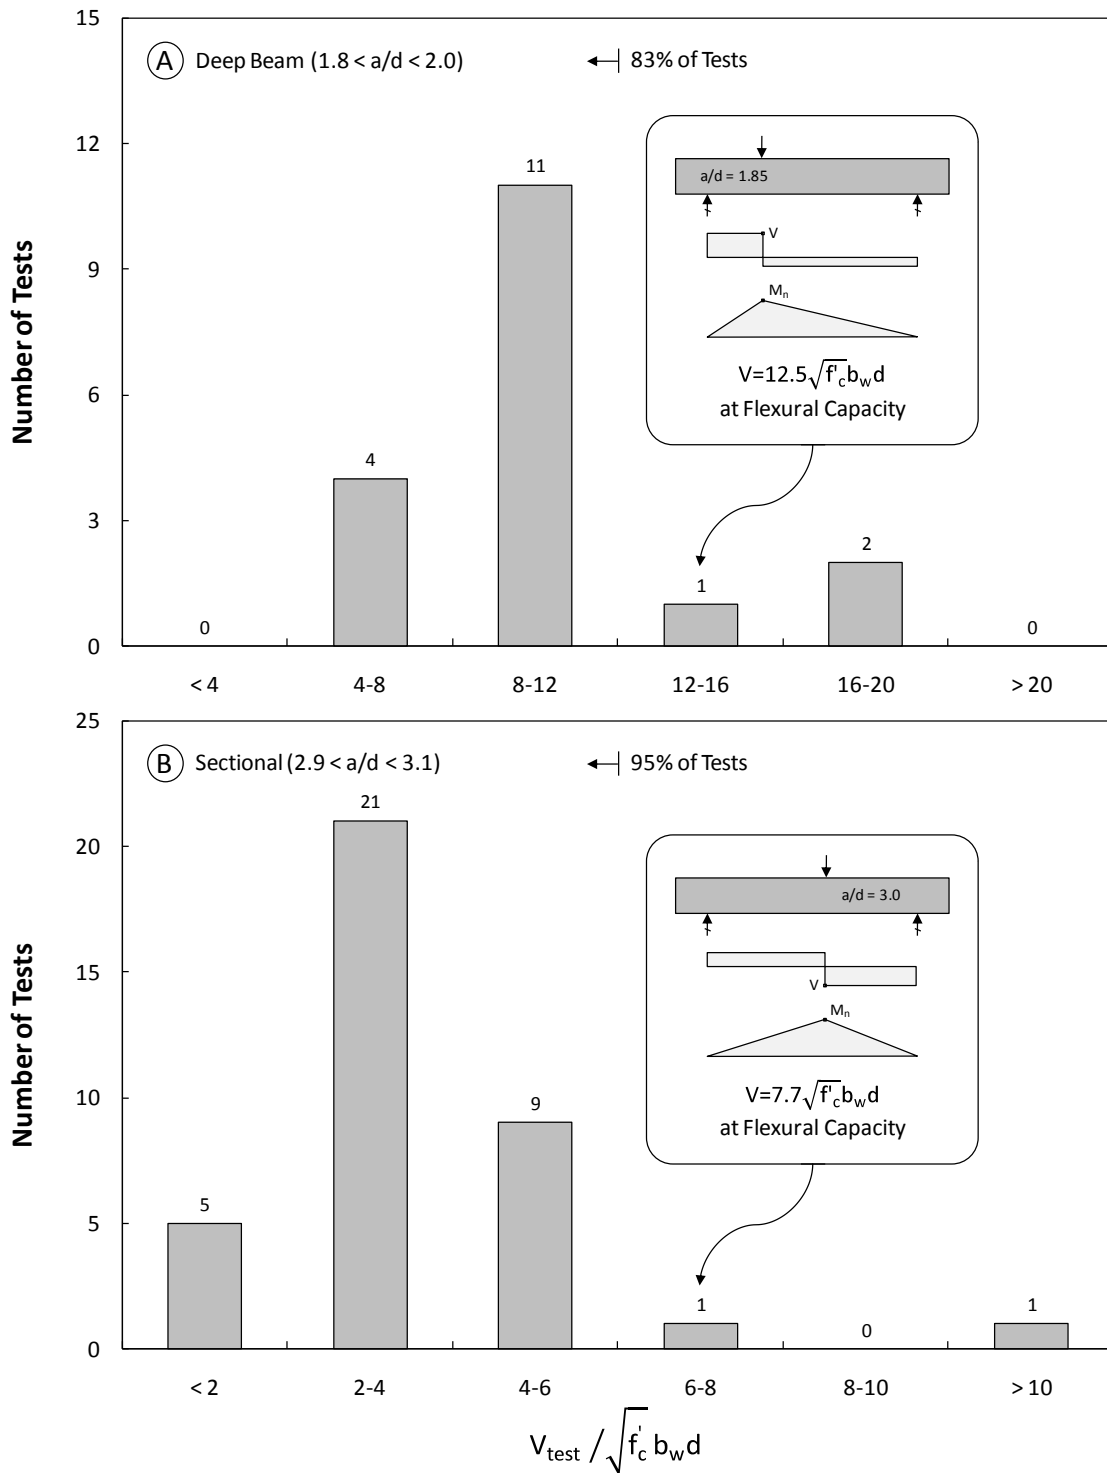 15
A Deep Beam (1.8 < a/d < 2.0)
83% of Tests
12
11
a/d = 1.85
V
9
Mn
V=12.5√f'c bwd
at Flexural Capacity
6
4
3
2
1
0
0
0
Number of Tests
< 4 4-8 8-12 12-16 16-20 > 20
25
B Sectional (2.9 < a/d < 3.1)
95% of Tests
21
20
a/d = 3.0
15
V
Mn
10
9
V=7.7√f'c bwd
at Flexural Capacity
5
5
1
0
1
0
Number of Tests
< 2 2-4 4-6 6-8 8-10 > 10
Vtest /√f'c bwd